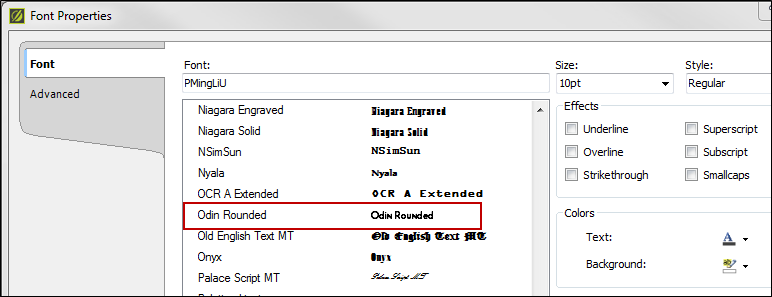 Font Properties
Font
Advanced
Font:
PMingLiU
Niagara Engraved Niagara Engraved
Niagara Solid Niagara Solid
NSimSun NSimSun
Nyala Nyala
OCR A Extended OCR A Extended
Odin Rounded Odin Rounded
Old English Text MT Old English Text MT
Onyx Onyx
Palace Script MT Palace Script MT
Size:
10pt
Style:
Regular
Effects
Underline Superscript
Overline Subscript
Strikethrough Smallcaps
Colors
Text: A
Background: